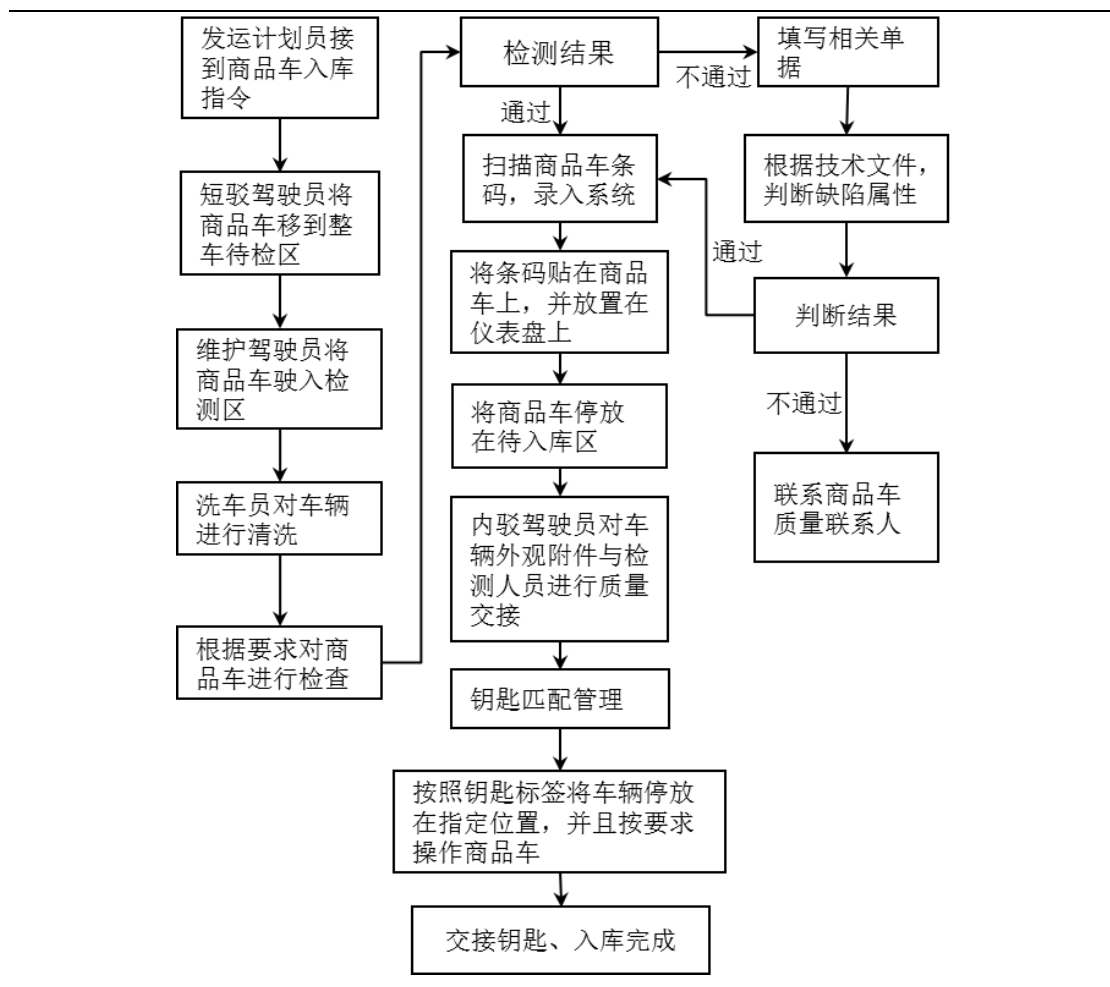 发运计划员接
到商品车入库
指令
短驳驾驶员将
商品车移到整
车待检区
维护驾驶员将
商品车驶入检
测区
洗车员对车辆
进行清洗
根据要求对商
品车进行检查
检测结果
不通过
通过
扫描商品车条
码，录入系统
将条码贴在商品
车上，并放置在
仪表盘上
将商品车停放
在待入库区
内驳驾驶员对车
辆外观附件与检
测人员进行质量
交接
钥匙匹配管理
按照钥匙标签将车辆停放
在指定位置，并且按要求
操作商品车
交接钥匙、入库完成
填写相关单
据
根据技术文件，
判断缺陷属性
通过
判断结果
不通过
联系商品车
质量联系人